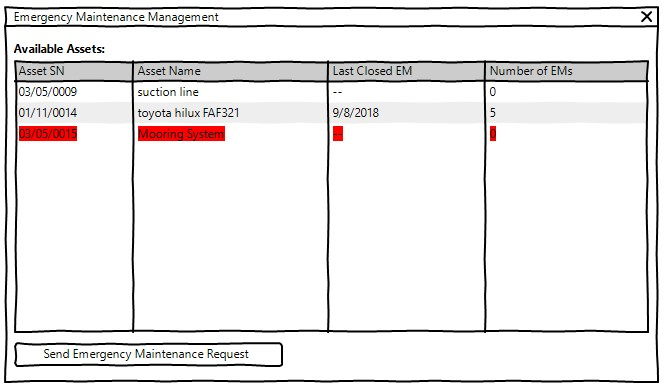 Emergency Maintenance Management
Available Assets:
Asset SN Asset Name Last Closed EM Number of EMs
03/05/0009 suction line -- 0
01/11/0014 toyota hilux FAF321 9/8/2018 5
03/05/0015 Mooring System -- 0
Send Emergency Maintenance Request